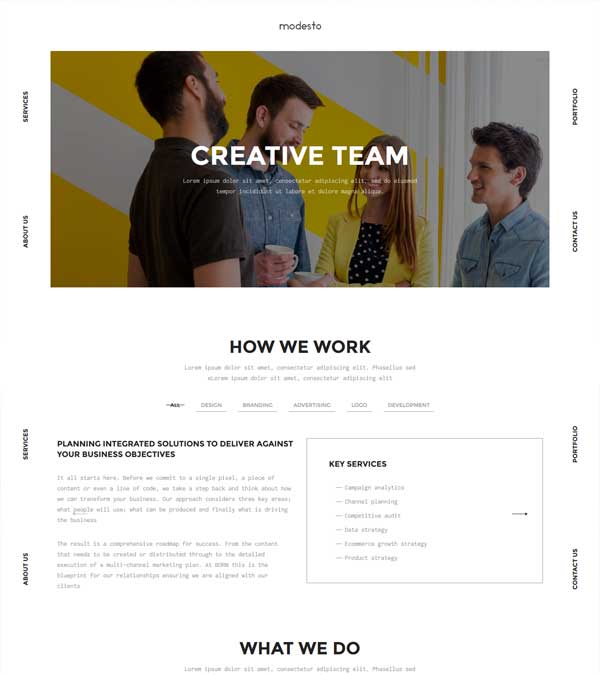 modesto
SERVICES
PORTFOLIO
CREATIVE TEAM
Lorem ipsum dolor sit amet, consectetur adipiscing elit, sed do eiusmod
tempor incididunt ut labore et dolore magna aliqua.
ABOUT US
CONTACT US
HOW WE WORK
Lorem ipsum dolor sit amet, consectetur adipiscing elit. Phasellus sed
eLorem ipsum dolor sit amet, consectetur adipiscing elit
ALL DESIGN BRANDING ADVERTISING LOGO DEVELOPMENT
SERVICES
PORTFOLIO
PLANNING INTEGRATED SOLUTIONS TO DELIVER AGAINST
YOUR BUSINESS OBJECTIVES
It all starts here. Before we commit to a single pixel, a piece of
content or even a line of code, we take a step back and think about how
we can transform your business. Our approach considers three key areas;
what people will use; what can be produced and finally what is driving
the business
The result is a comprehensive roadmap for success. From the content
that needs to be created or distributed through to the detailed
execution of a multi-channel marketing plan. At BORN this is the
blueprint for our relationships ensuring we are aligned with our
clients
KEY SERVICES
— Campaign analytics
— Channel planning
— Competitive audit
— Data strategy
— Ecommerce growth strategy
— Product strategy
ABOUT US
CONTACT US
WHAT WE DO
Lorem ipsum dolor sit amet, consectetur adipiscing elit. Phasellus sed